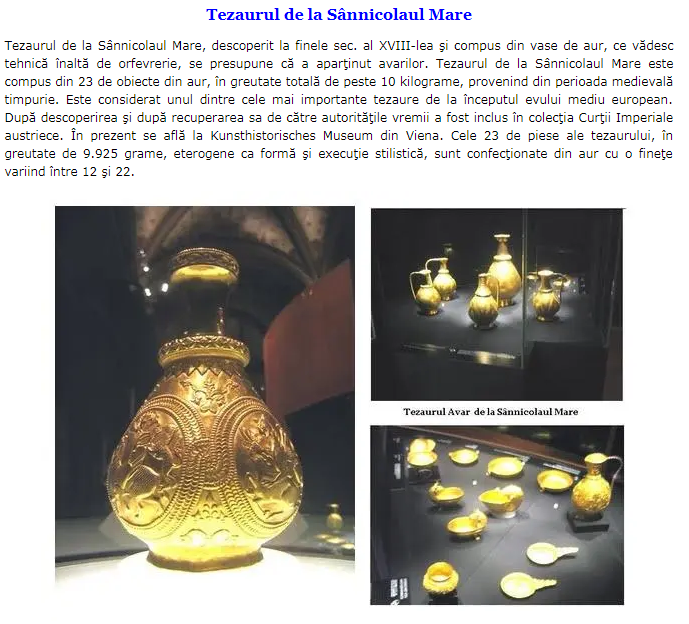 Tezaurul de la Sânnicolaul Mare
Tezaurul de la Sânnicolaul Mare, descoperit la finele sec. al XVIII-lea şi compus din vase de aur, ce vădesc
tehnică înaltă de orfevrerie, se presupune că a aparţinut avarilor. Tezaurul de la Sânnicolaul Mare este
compus din 23 de obiecte din aur, în greutate totală de peste 10 kilograme, provenind din perioada medievală
timpurie. Este considerat unul dintre cele mai importante tezaure de la începutul evului mediu european.
După descoperirea şi după recuperarea sa de către autorităţile vremii a fost inclus în colecţia Curţii Imperiale
austriece. În prezent se află la Kunsthistorisches Museum din Viena. Cele 23 de piese ale tezaurului, în
greutate de 9.925 grame, eterogene ca formă şi execuţie stilistică, sunt confecţionate din aur cu o fineţe
variind între 12 şi 22.
Tezaurul Avar de la Sânnicolaul Mare